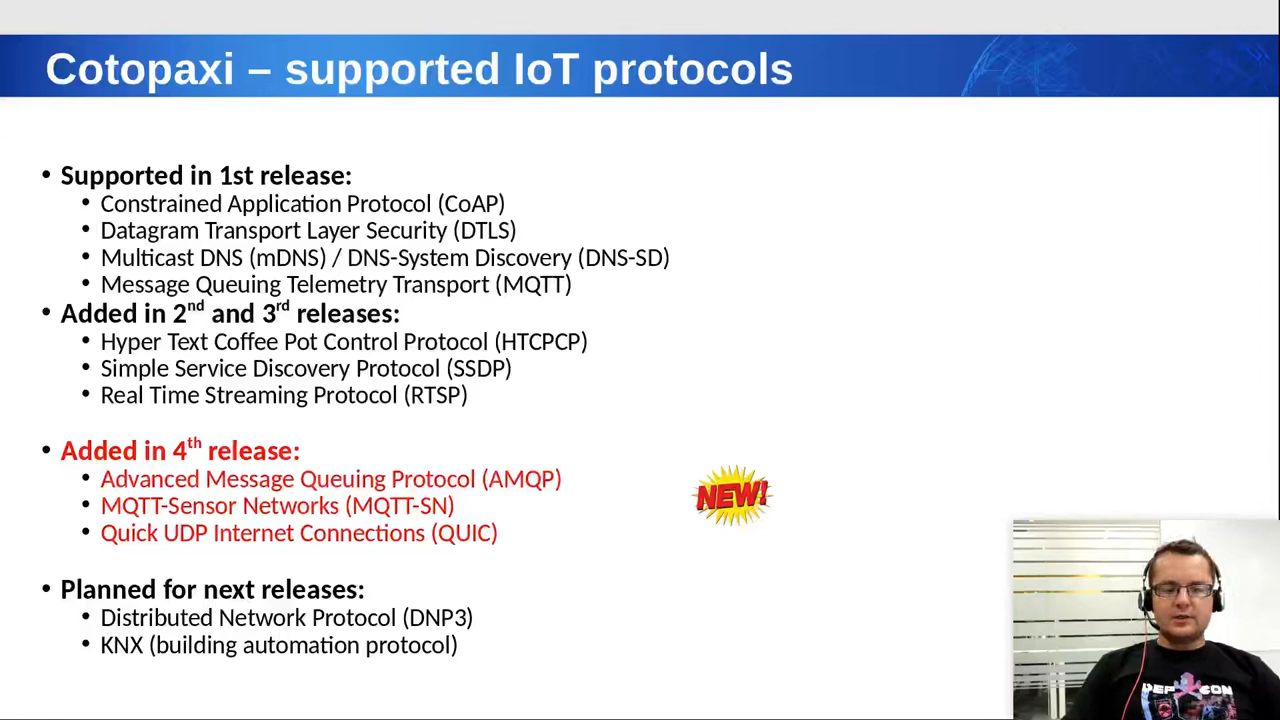 Cotopaxi – supported IoT protocols
• Supported in 1st release:
• Constrained Application Protocol (CoAP)
• Datagram Transport Layer Security (DTLS)
• Multicast DNS (mDNS) / DNS-System Discovery (DNS-SD)
• Message Queuing Telemetry Transport (MQTT)
• Added in 2nd and 3rd releases:
• Hyper Text Coffee Pot Control Protocol (HTCPCP)
• Simple Service Discovery Protocol (SSDP)
• Real Time Streaming Protocol (RTSP)
• Added in 4th release:
• Advanced Message Queuing Protocol (AMQP)
NEW!
• MQTT-Sensor Networks (MQTT-SN)
• Quick UDP Internet Connections (QUIC)
• Planned for next releases:
• Distributed Network Protocol (DNP3)
• KNX (building automation protocol)
DEF CON